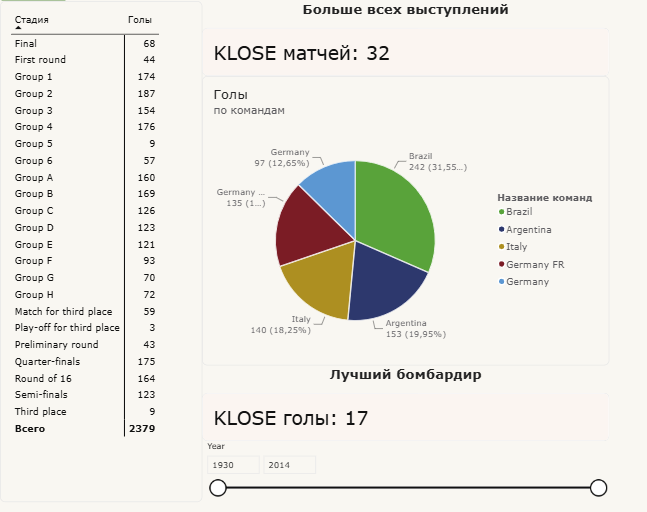 Стадия Голы
Final 68
First round 44
Group 1 174
Group 2 187
Group 3 154
Group 4 176
Group 5 9
Group 6 57
Group A 160
Group B 169
Group C 126
Group D 123
Group E 121
Group F 93
Group G 70
Group H 72
Match for third place 59
Play-off for third place 3
Preliminary round 43
Quarter-finals 175
Round of 16 164
Semi-finals 123
Third place 9
Всего 2379
Больше всех выступлений
KLOSE матчей: 32
Голы
по командам
Germany
97 (12,65%)
Brazil
242 (31,55...)
Germany ...
135 (1...)
Italy
140 (18,25%)
Argentina
153 (19,95%)
Название команд
Brazil
Argentina
Italy
Germany FR
Germany
Лучший бомбардир
KLOSE голы: 17
Year
1930 2014